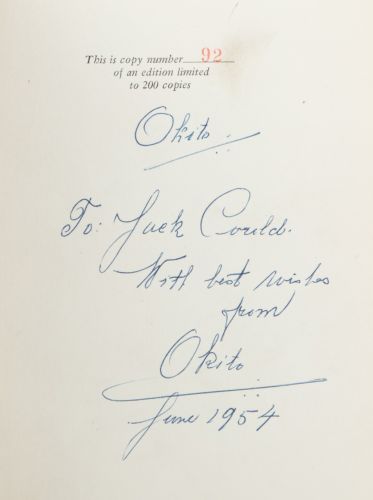 This is copy number 92
of an edition limited
to 200 copies
Okito.
To: Jack Gould.
With best wishes
from
Okito
June 1954